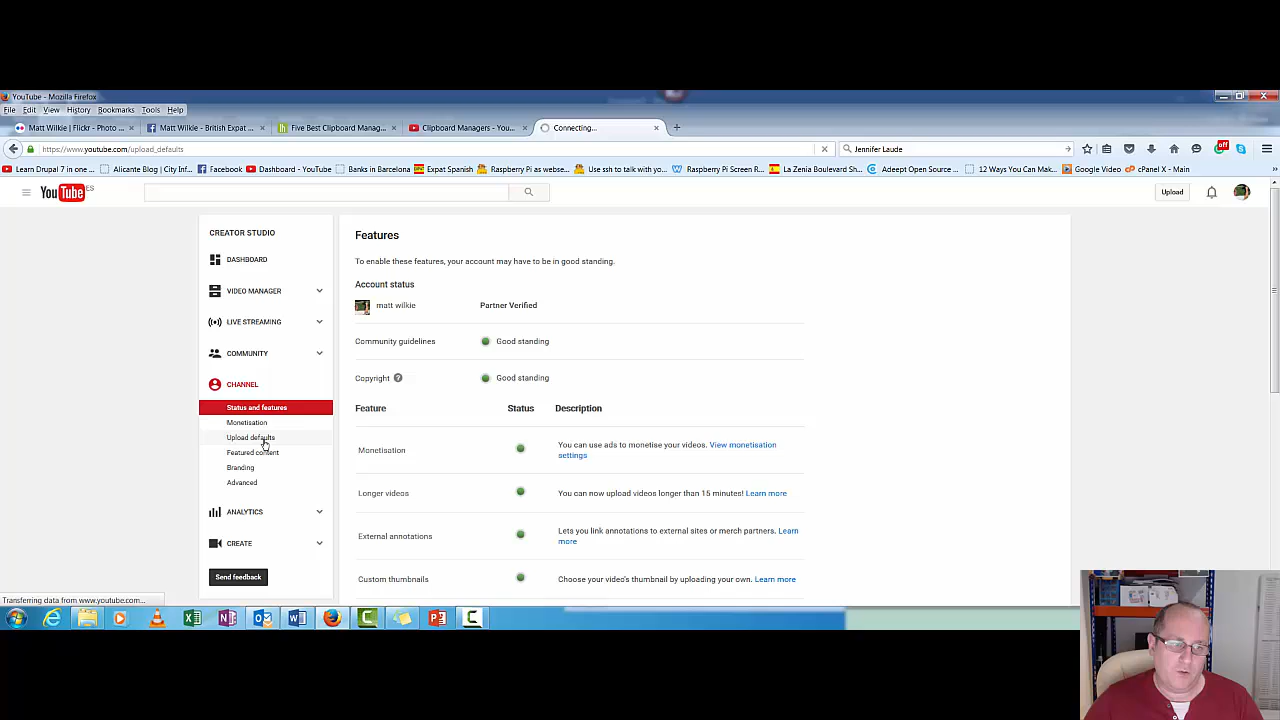 YouTube - Mozilla Firefox
File Edit View History Bookmarks Tools Help
Matt Wilkie | Flickr - Photo ... × Matt Wilkie - British Expat ... × Five Best Clipboard Manag... × Clipboard Managers - You... × Connecting... × +
https://www.youtube.com/upload_defaults × Jennifer Laude off
Learn Drupal 7 in one ... Alicante Blog (City Inf... Facebook Dashboard - YouTube Banks in Barcelona Expat Spanish Raspberry Pi as webse... Use ssh to talk with yo... Raspberry Pi Screen R... La Zenia Boulevard Sh... Adeept Open Source ... 12 Ways You Can Mak... Google Video cPanel X - Main
YouTube ES Upload
CREATOR STUDIO
DASHBOARD
VIDEO MANAGER
LIVE STREAMING
COMMUNITY
CHANNEL
Status and features
Monetisation
Upload defaults
Featured content
Branding
Advanced
ANALYTICS
CREATE
Send feedback
Features
To enable these features, your account may have to be in good standing.
Account status
matt wilkie Partner Verified
Community guidelines Good standing
Copyright ? Good standing
Feature Status Description
Monetisation You can use ads to monetise your videos. View monetisation
settings
Longer videos You can now upload videos longer than 15 minutes! Learn more
External annotations Lets you link annotations to external sites or merch partners. Learn
more
Custom thumbnails Choose your video's thumbnail by uploading your own. Learn more
Transferring data from www.youtube.com...